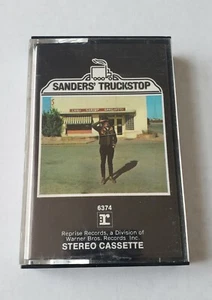 SANDERS' TRUCKSTOP
6374
Reprise Records, a Division of
Warner Bros. Records Inc.
STEREO CASSETTE